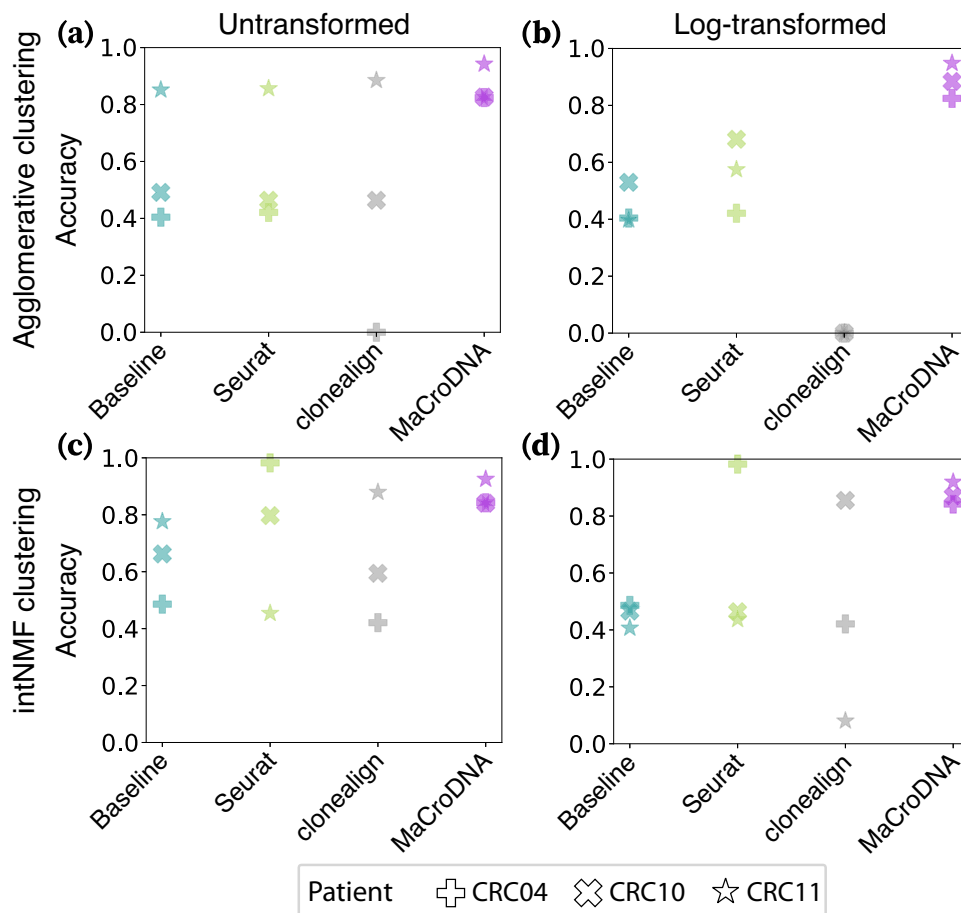 Untransformed
Log-transformed
(a)
(b)
Agglomerative clustering
Accuracy
1.0
0.8
0.6
0.4
0.2
0.0
Baseline
Seurat
clonealign
MaCroDNA
1.0
0.8
0.6
0.4
0.2
0.0
Baseline
Seurat
clonealign
MaCroDNA
(c)
(d)
intNMF clustering
Accuracy
1.0
0.8
0.6
0.4
0.2
0.0
Baseline
Seurat
clonealign
MaCroDNA
1.0
0.8
0.6
0.4
0.2
0.0
Baseline
Seurat
clonealign
MaCroDNA
Patient CRC04 CRC10 CRC11